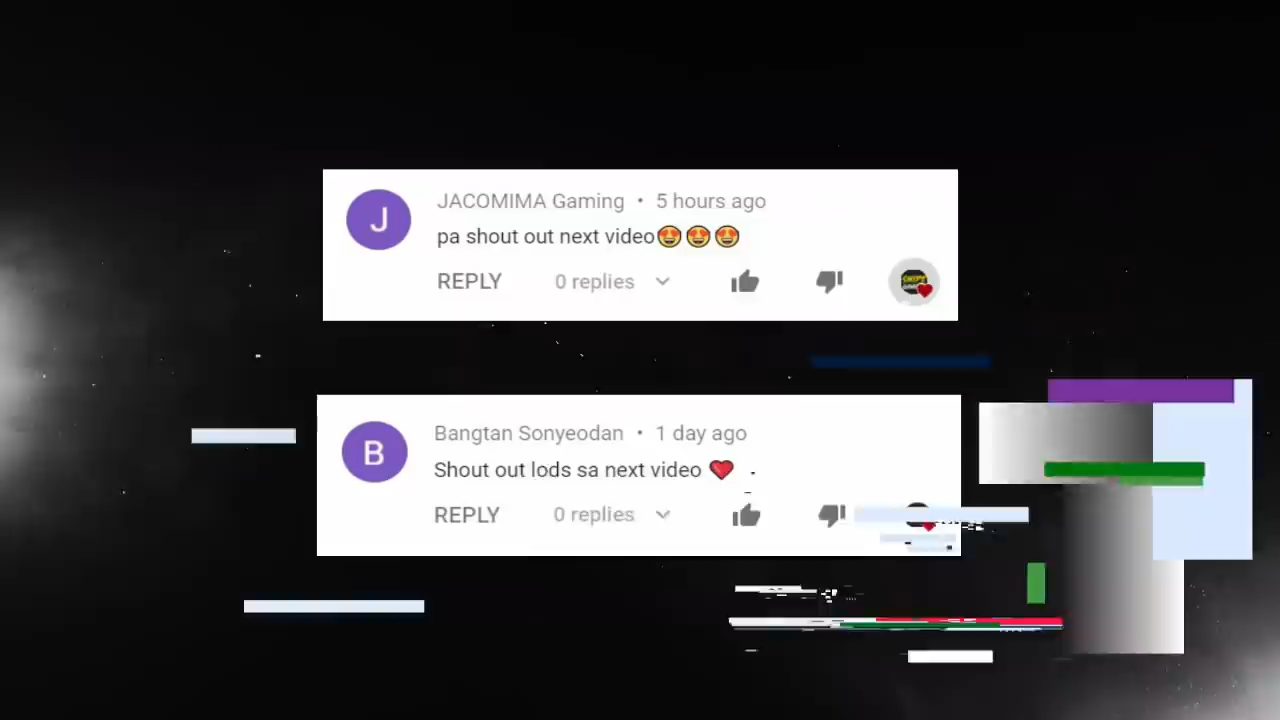 J
JACOMIMA Gaming • 5 hours ago
pa shout out next video😍😍😍
REPLY 0 replies
B
Bangtan Sonyeodan • 1 day ago
Shout out lods sa next video ❤️
REPLY 0 replies